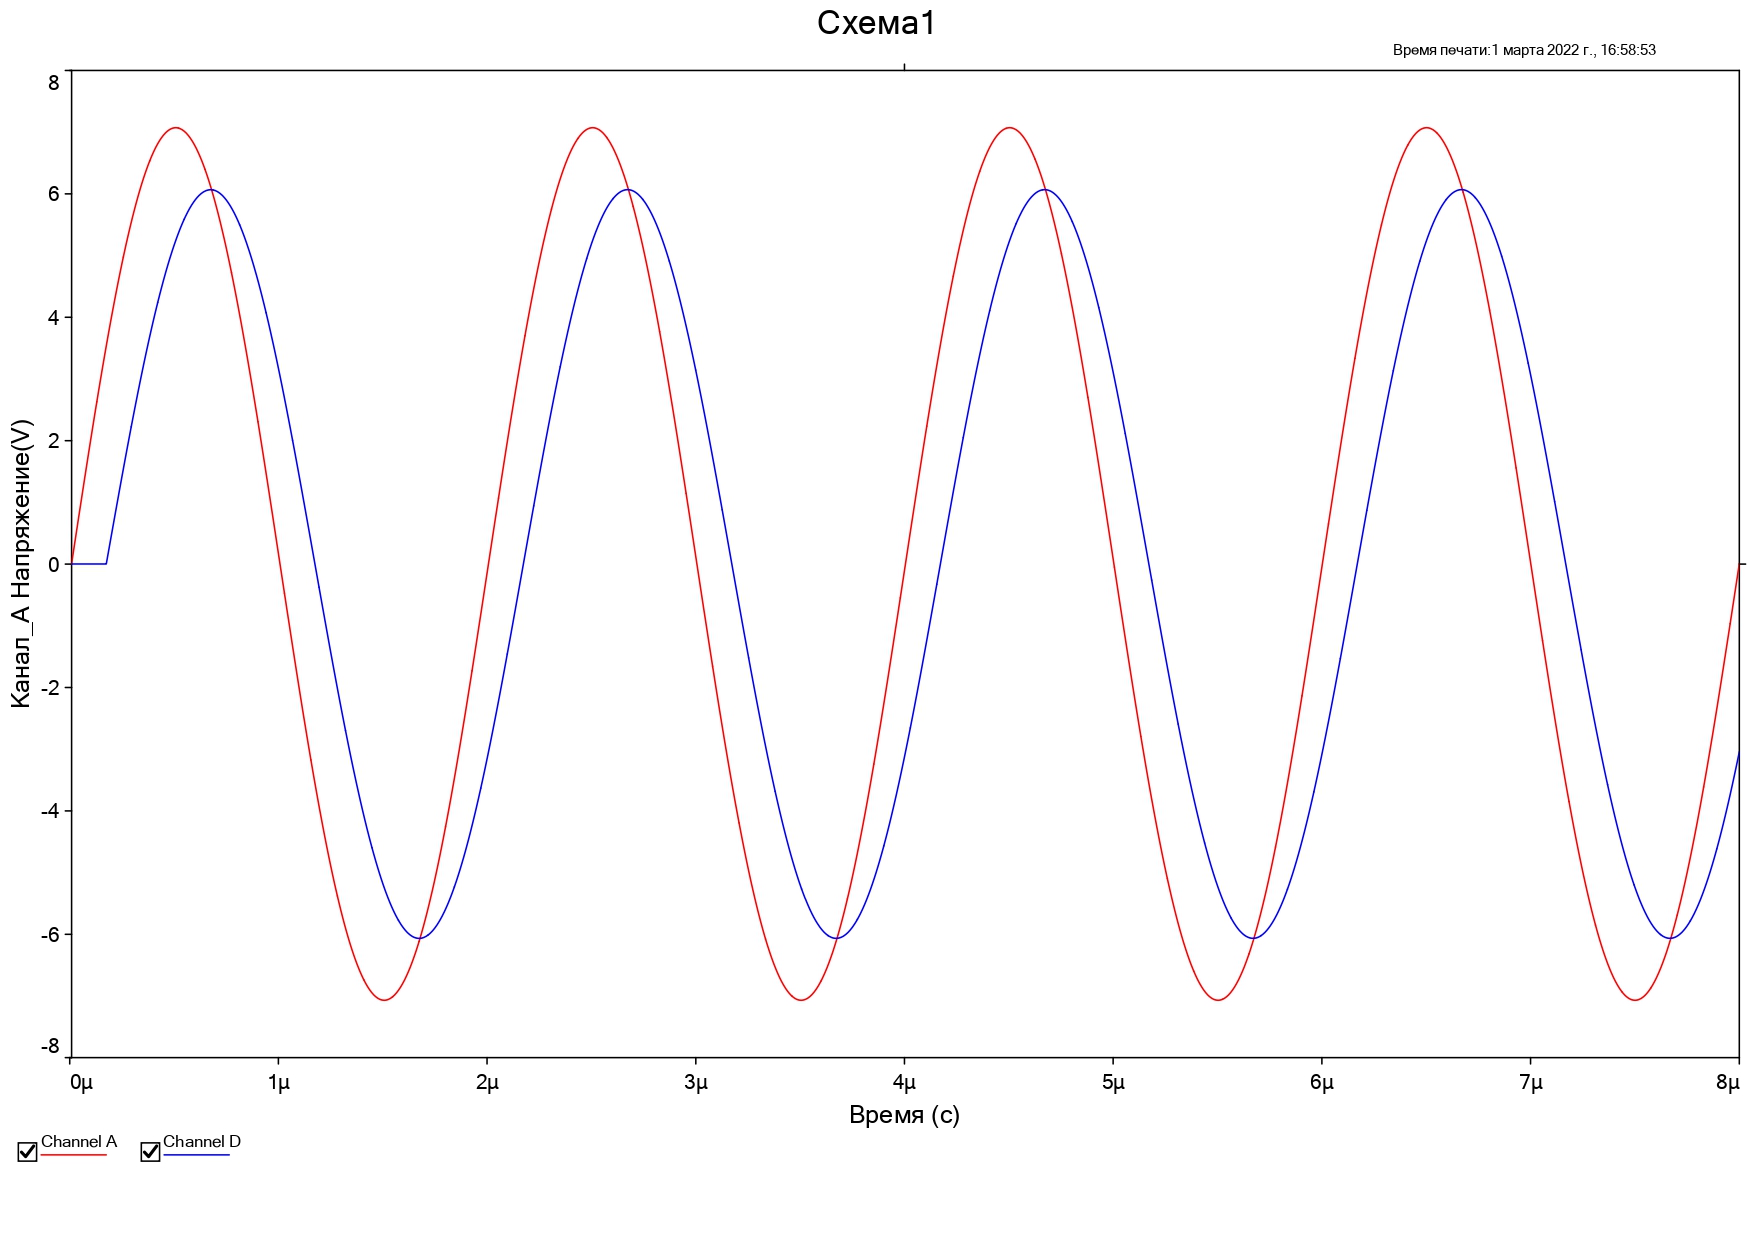 Схема1
Время печати:1 марта 2022 г., 16:58:53
8
6
4
2
0
-2
-4
-6
-8
Канал_A Напряжение(V)
0µ 1µ 2µ 3µ 4µ 5µ 6µ 7µ 8µ
Время (с)
Channel A Channel D